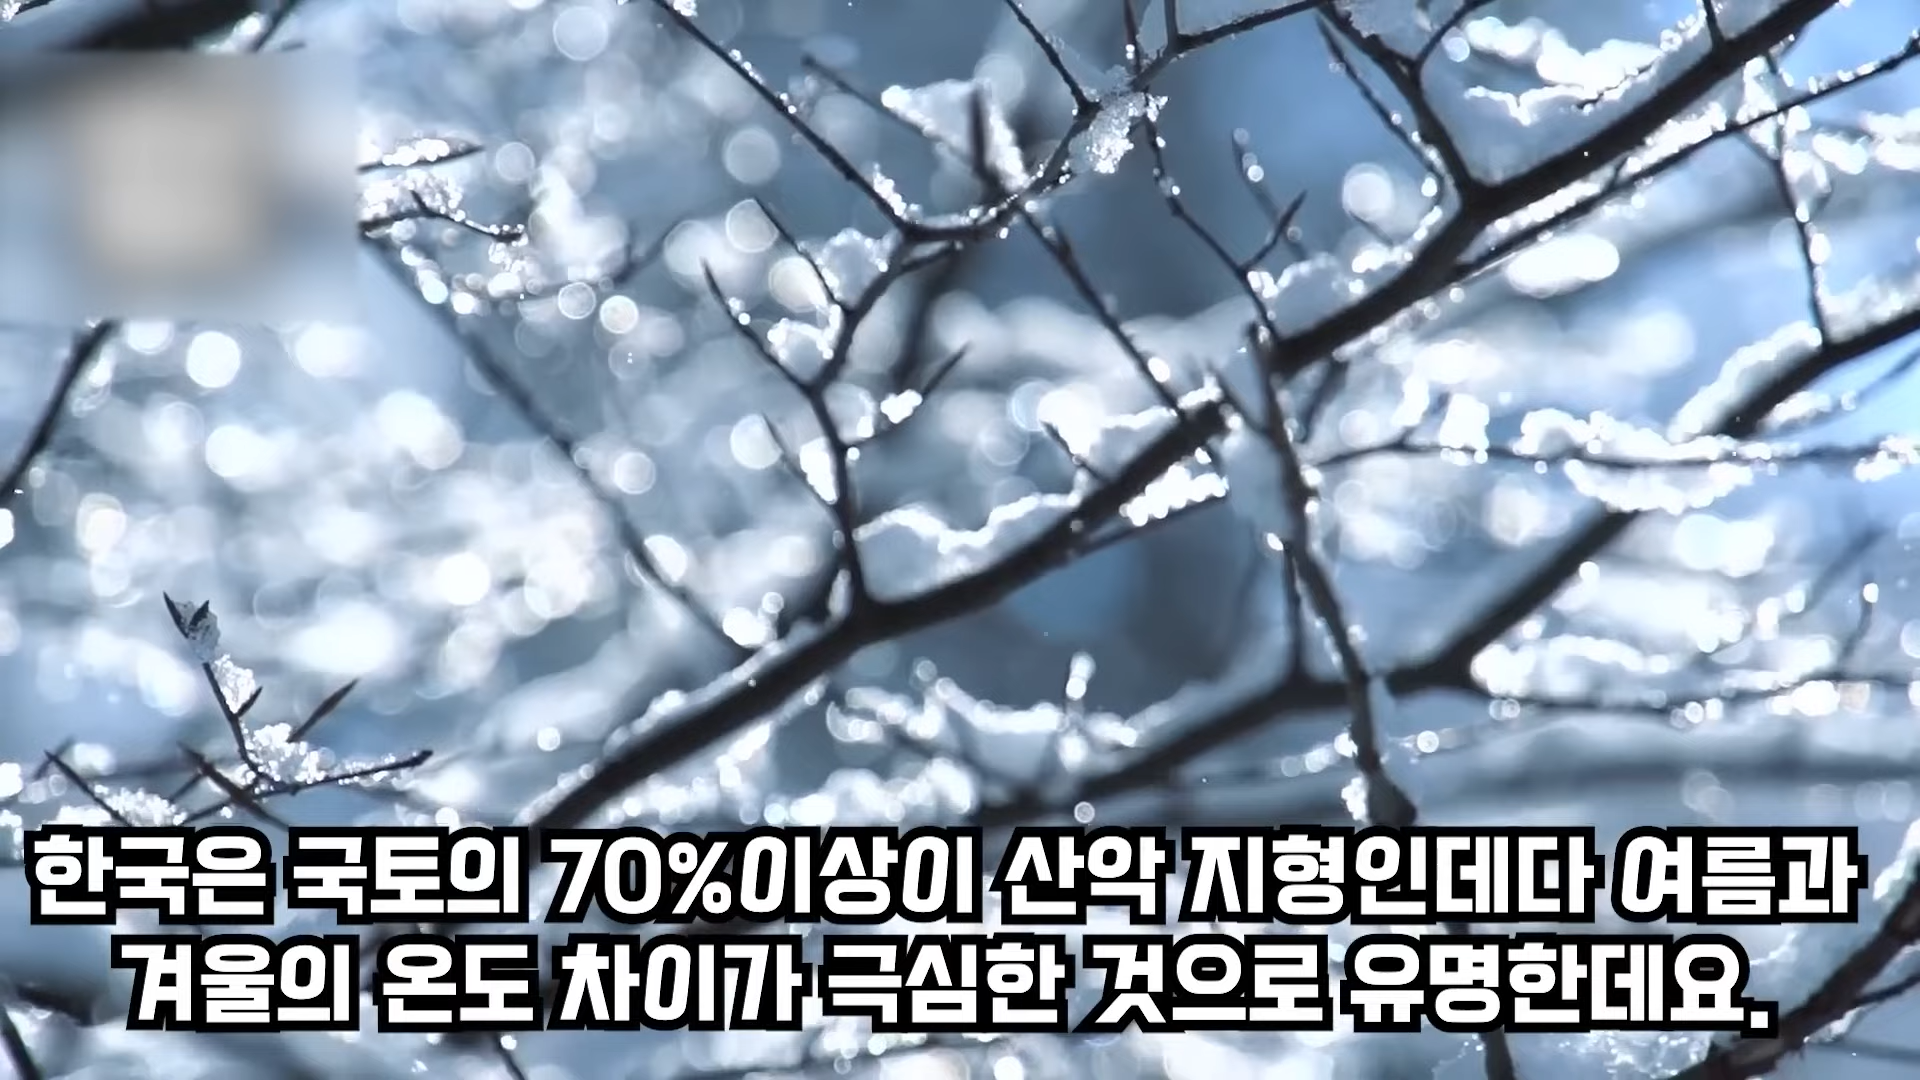 한국은 국토의 70%이상이 산악 지형인데다 여름과
겨울의 온도 차이가 극심한 것으로 유명한데요.